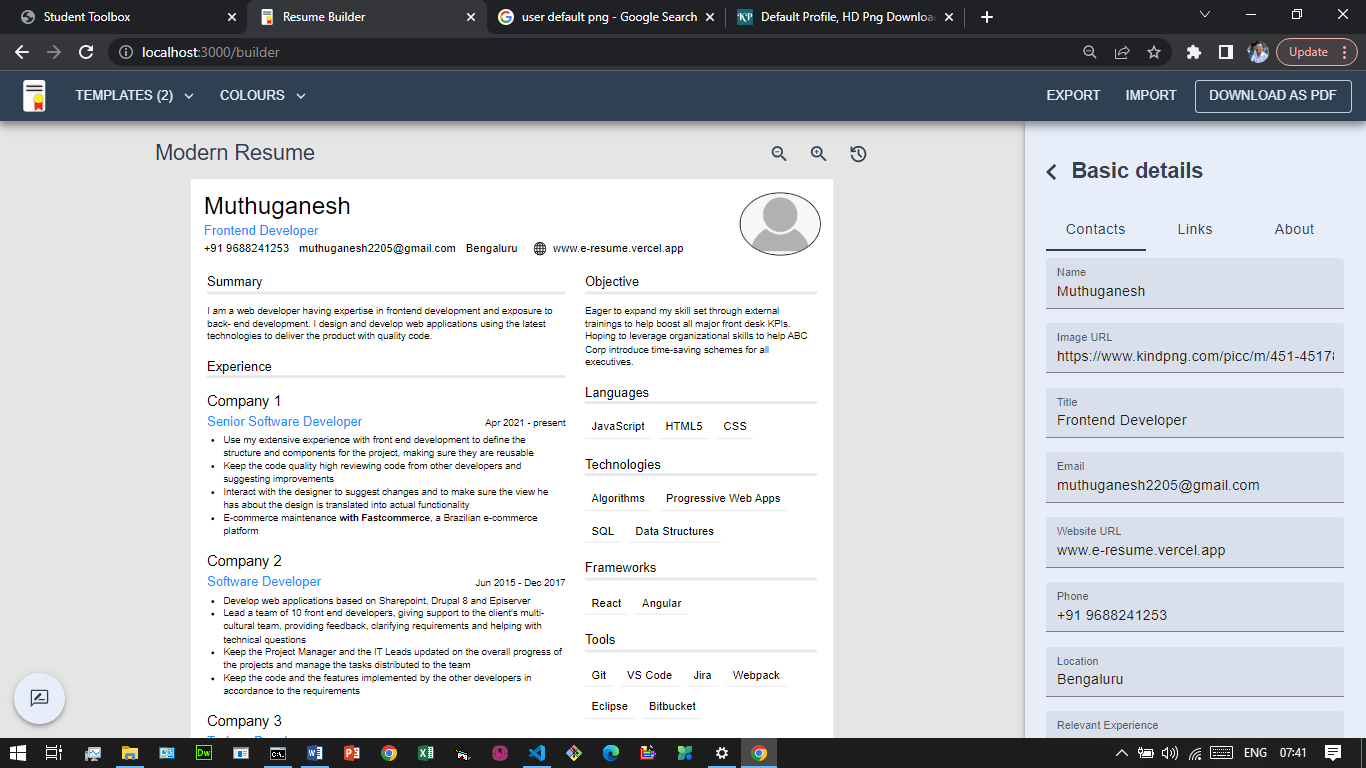 Student Toolbox
Resume Builder
user default png - Google Search
Default Profile, HD Png Downloa
localhost:3000/builder
Update
TEMPLATES (2)
COLOURS
EXPORT
IMPORT
DOWNLOAD AS PDF
Modern Resume
Muthuganesh
Frontend Developer
+91 9688241253 muthuganesh2205@gmail.com Bengaluru www.e-resume.vercel.app
Summary
I am a web developer having expertise in frontend development and exposure to
back- end development. I design and develop web applications using the latest
technologies to deliver the product with quality code.
Experience
Company 1
Senior Software Developer
Apr 2021 - present
Use my extensive experience with front end development to define the
structure and components for the project, making sure they are reusable
Keep the code quality high reviewing code from other developers and
suggesting improvements
Interact with the designer to suggest changes and to make sure the view he
has about the design is translated into actual functionality
E-commerce maintenance with Fastcommerce, a Brazilian e-commerce
platform
Company 2
Software Developer
Jun 2015 - Dec 2017
Develop web applications based on Sharepoint, Drupal 8 and Episerver
Lead a team of 10 front end developers, giving support to the client's multi-
cultural team, providing feedback, clarifying requirements and helping with
technical questions
Keep the Project Manager and the IT Leads updated on the overall progress of
the projects and manage the tasks distributed to the team
Keep the code and the features implemented by the other developers in
accordance to the requirements
Company 3
Objective
Eager to expand my skill set through external
trainings to help boost all major front desk KPIs.
Hoping to leverage organizational skills to help ABC
Corp introduce time-saving schemes for all
executives.
Languages
JavaScript HTML5 CSS
Technologies
Algorithms Progressive Web Apps
SQL Data Structures
Frameworks
React Angular
Tools
Git VS Code Jira Webpack
Eclipse Bitbucket
Basic details
Contacts Links About
Name
Muthuganesh
Image URL
https://www.kindpng.com/picc/m/451-45178
Title
Frontend Developer
Email
muthuganesh2205@gmail.com
Website URL
www.e-resume.vercel.app
Phone
+91 9688241253
Location
Bengaluru
Relevant Experience
ENG
07:41